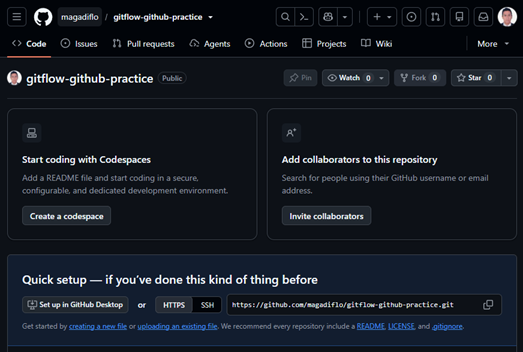 magadiflo / gitflow-github-practice
Code Issues Pull requests Agents Actions Projects Wiki More
gitflow-github-practice Public Pin Watch 0 Fork 0 Star 0
Start coding with Codespaces
Add a README file and start coding in a secure,
configurable, and dedicated development environment.
Create a codespace
Add collaborators to this repository
Search for people using their GitHub username or email
address.
Invite collaborators
Quick setup — if you've done this kind of thing before
Set up in GitHub Desktop or HTTPS SSH https://github.com/magadiflo/gitflow-github-practice.git
Get started by creating a new file or uploading an existing file. We recommend every repository include a README, LICENSE, and .gitignore.